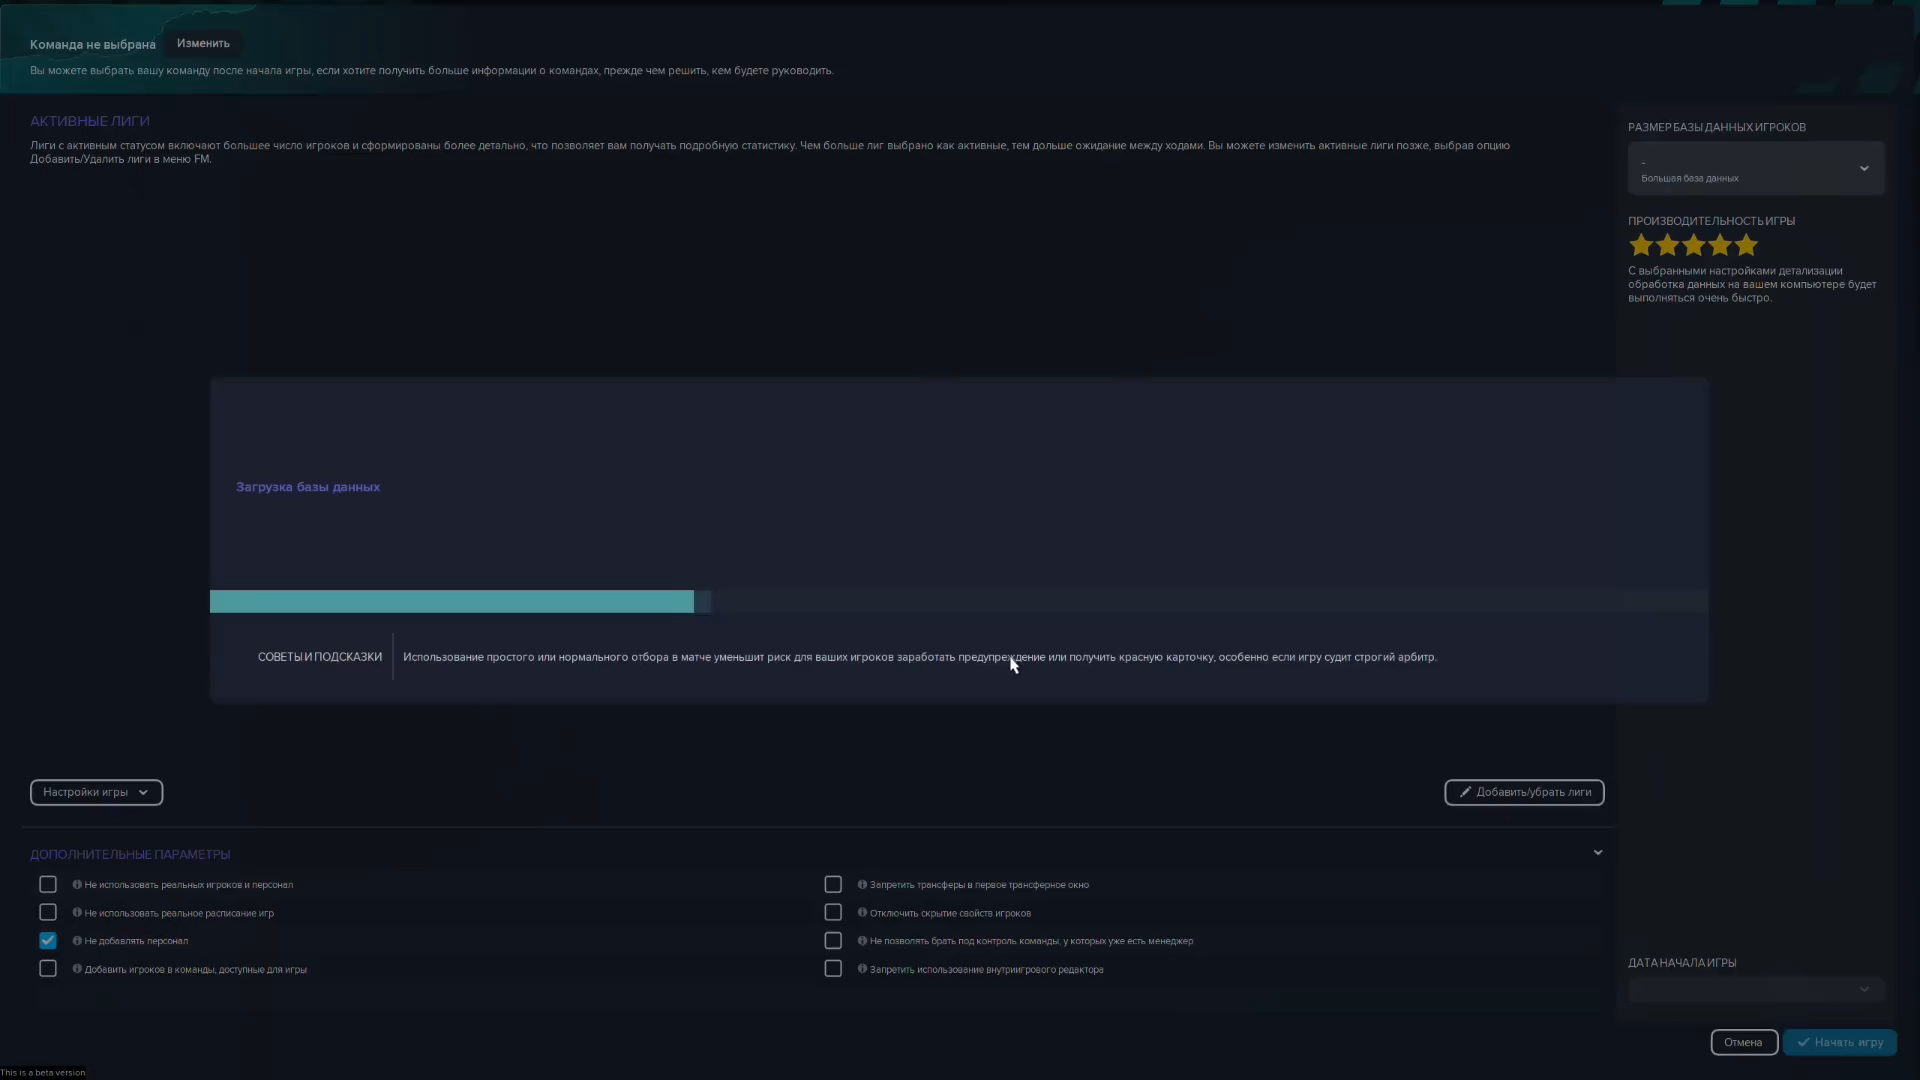 Команда не выбрана
Изменить
Вы можете выбрать вашу команду после начала игры, если хотите получить больше информации о командах, прежде чем решить, кем будете руководить.
АКТИВНЫЕ ЛИГИ
Лиги с активным статусом включают большее число игроков и сформированы более детально, что позволяет вам получать подробную статистику. Чем больше лиг выбрано как активные, тем дольше ожидание между ходами. Вы можете изменить активные лиги позже, выбрав опцию
Добавить/Удалить лиги в меню FM.
РАЗМЕР БАЗЫ ДАННЫХ ИГРОКОВ
-
Большая база данных
ПРОИЗВОДИТЕЛЬНОСТЬ ИГРЫ
С выбранными настройками детализации
обработка данных на вашем компьютере будет
выполняться очень быстро.
Загрузка базы данных
СОВЕТЫ И ПОДСКАЗКИ
Использование простого или нормального отбора в матче уменьшит риск для ваших игроков заработать предупреждение или получить красную карточку, особенно если игру судит строгий арбитр.
Настройки игры
Добавить/убрать лиги
ДОПОЛНИТЕЛЬНЫЕ ПАРАМЕТРЫ
Не использовать реальных игроков и персонал
Запретить трансферы в первое трансферное окно
Не использовать реальное расписание игр
Отключить скрытие свойств игроков
Не добавлять персонал
Не позволять брать под контроль команды, у которых уже есть менеджер
Добавить игроков в команды, доступные для игры
Запретить использование внутриигрового редактора
ДАТА НАЧАЛА ИГРЫ
Отмена
Начать игру
This is a beta version